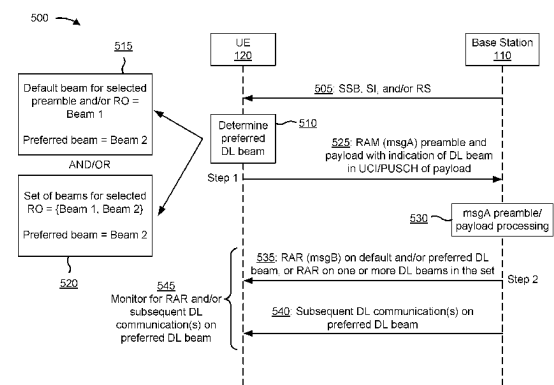 500
515
Default beam for selected
preamble and/or RO =
Beam 1
Preferred beam = Beam 2
AND/OR
Set of beams for selected
RO = {Beam 1, Beam 2}
Preferred beam = Beam 2
520
UE
120
Base Station
110
505: SSB, SI, and/or RS
Determine
preferred
DL beam
510
525: RAM (msgA) preamble and
payload with indication of DL beam
in UCI/PUSCH of payload
Step 1
530
msgA preamble/
payload processing
535: RAR (msgB) on default and/or preferred DL
beam, or RAR on one or more DL beams in the set
Step 2
545
Monitor for RAR and/or
subsequent DL
communication(s) on
preferred DL beam
540: Subsequent DL communication(s) on
preferred DL beam